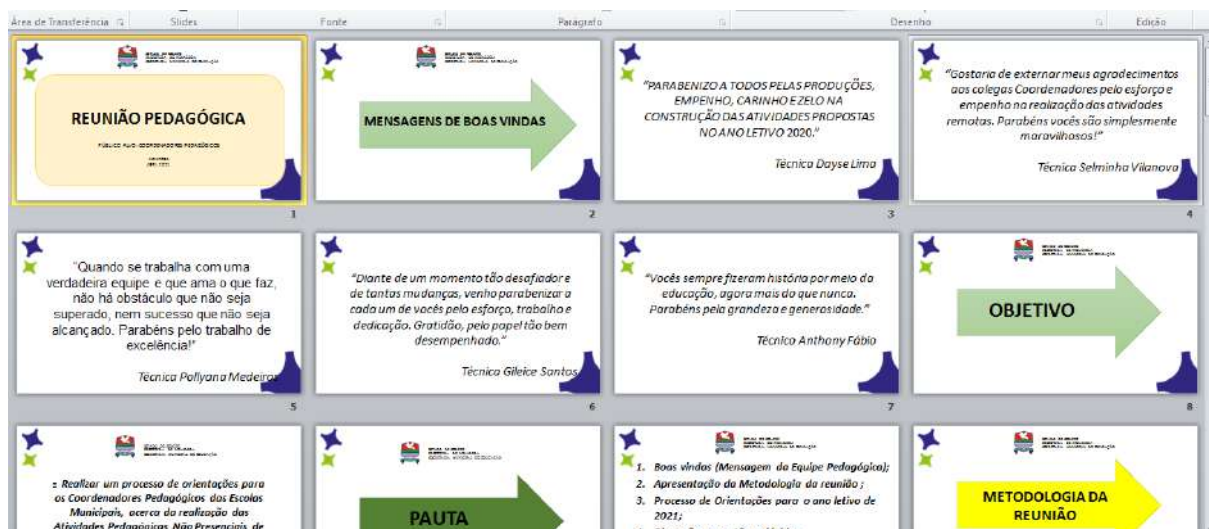 Área de Transferência
Slides
Fonte
Parágrafo
Desenho
Edição
REUNIÃO PEDAGÓGICA
PÚBLICO ALVO: COORDENADORES PEDAGÓGICOS
1
MENSAGENS DE BOAS VINDAS
2
"PARABENIZO A TODOS PELAS PRODUÇÕES,
EMPENHO, CARINHO E ZELO NA
CONSTRUÇÃO DAS ATIVIDADES PROPOSTAS
NO ANO LETIVO 2020."
Técnica Dayse Lima
3
"Gostaria de externar meus agradecimentos
aos colegas Coordenadores pelo esforço e
empenho na realização das atividades
remotas. Parabéns vocês são simplesmente
maravilhosos!"
Técnica Selminha Vilanova
4
"Quando se trabalha com uma
verdadeira equipe e que ama o que faz,
não há obstáculo que não seja
superado, nem sucesso que não seja
alcançado. Parabéns pelo trabalho de
excelência!"
Técnica Pollyana Medeiros
5
"Diante de um momento tão desafiador e
de tantas mudanças, venho parabenizar a
cada um de vocês pelo esforço, trabalho e
dedicação. Gratidão, pelo papel tão bem
desempenhado."
Técnica Gileice Santos
6
"Vocês sempre fizeram história por meio da
educação, agora mais do que nunca.
Parabéns pela grandeza e generosidade."
Técnico Anthony Fábio
7
OBJETIVO
8
Realizar um processo de orientações para
os Coordenadores Pedagógicos das Escolas
Municipais, acerca da realização das
Atividades Pedagógicas Não Presenciais de
PAUTA
1. Boas vindas (Mensagem da Equipe Pedagógica);
2. Apresentação da Metodologia da reunião ;
3. Processo de Orientações para o ano letivo de
2021;
METODOLOGIA DA
REUNIÃO